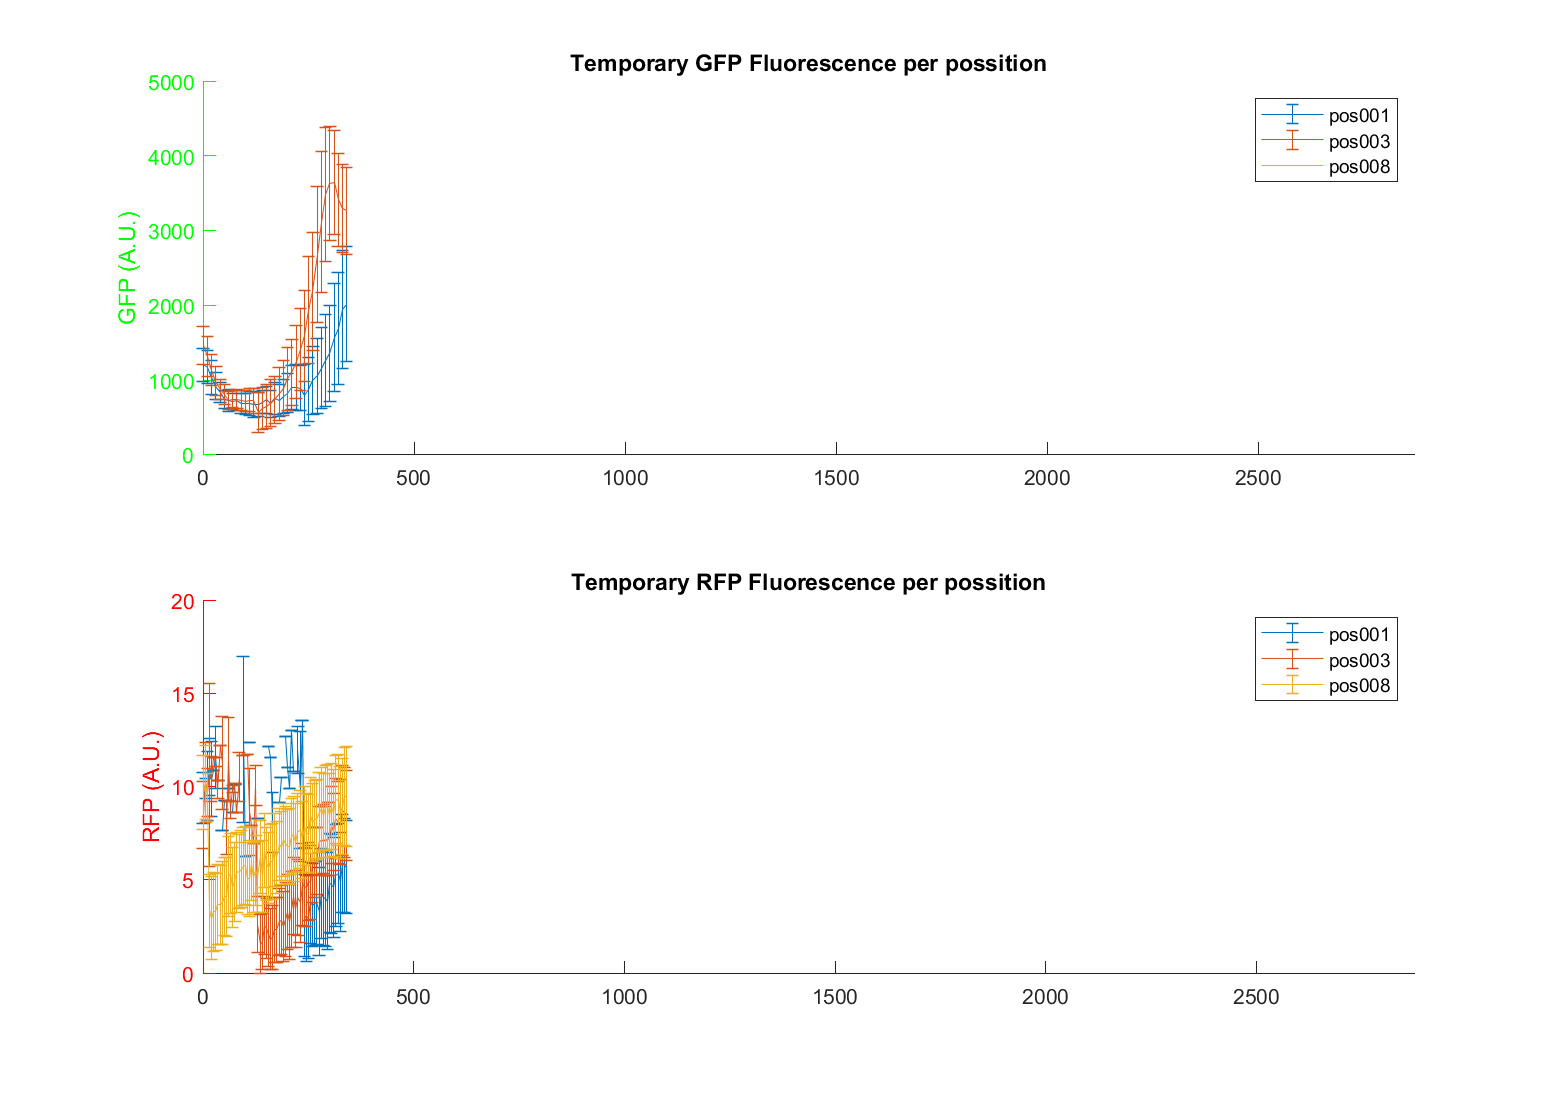 Temporary GFP Fluorescence per possition
5000
4000
3000
2000
1000
0
GFP (A.U.)
pos001
pos003
pos008
0 500 1000 1500 2000 2500
Temporary RFP Fluorescence per possition
20
15
10
5
0
RFP (A.U.)
pos001
pos003
pos008
0 500 1000 1500 2000 2500